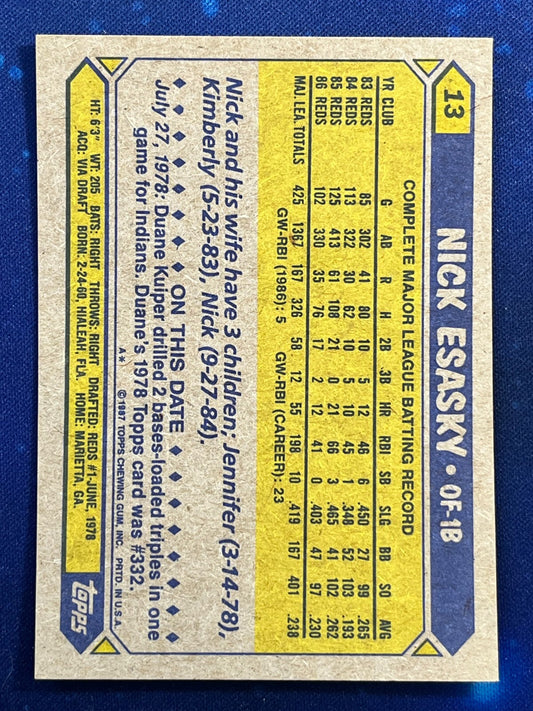 13
NICK ESASKY • OF-1B
COMPLETE MAJOR LEAGUE BATTING RECORD
YR CLUB G AB R H 2B 3B HR RBI SB SLG BB SO AVG
83 REDS 85 302 41 80 10 5 12 46 6 .450 27 99 .265
84 REDS 113 322 30 62 10 5 10 45 1 .348 52 103 .193
85 REDS 125 413 61 108 21 0 21 66 3 .465 41 102 .262
86 REDS 102 330 35 76 17 2 12 41 0 .403 47 97 .230
MAJ. LEA. TOTALS 425 1367 167 326 58 12 55 198 10 .419 167 401 .238
GW-RBI (1986): 5 GW-RBI (CAREER): 23
Nick and his wife have 3 children; Jennifer (3-14-78),
Kimberly (5-23-83), Nick (9-27-84).
ON THIS DATE
July 27, 1978: Duane Kuiper drilled 2 bases-loaded triples in one
game for Indians. Duane's 1978 Topps card was #332.
A* ©1987 TOPPS CHEWING GUM, INC. PRTD. IN U.S.A.
HT: 6'3" WT: 205 BATS: RIGHT THROWS: RIGHT DRAFTED: REDS #1-JUNE, 1978
ACQ: VIA DRAFT BORN: 2-24-60, HIALEAH, FLA. HOME: MARIETTA, GA.
topps